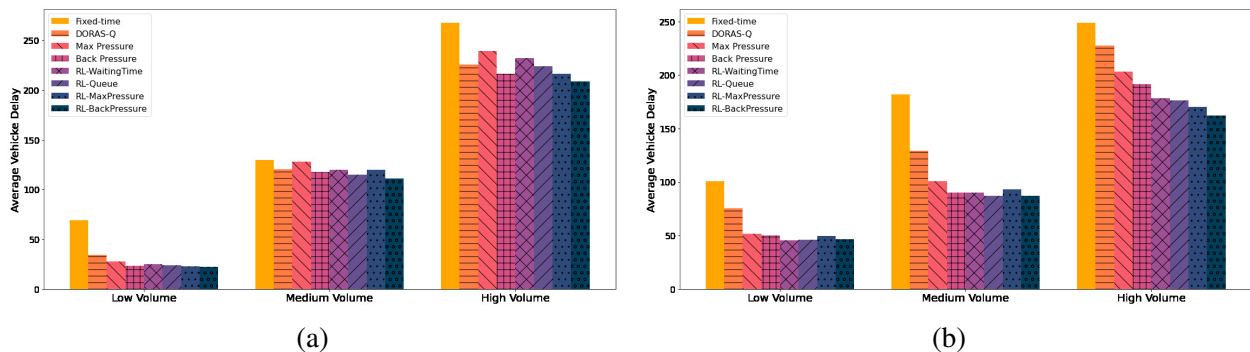 Average Vehicke Delay
250
200
150
100
50
0
Fixed-time
DORAS-Q
Max Pressure
Back Pressure
RL-WaitingTime
RL-Queue
RL-MaxPressure
RL-BackPressure
Low Volume
Medium Volume
High Volume
(a)
Average Vehicke Delay
250
200
150
100
50
0
Fixed-time
DORAS-Q
Max Pressure
Back Pressure
RL-WaitingTime
RL-Queue
RL-MaxPressure
RL-BackPressure
Low Volume
Medium Volume
High Volume
(b)